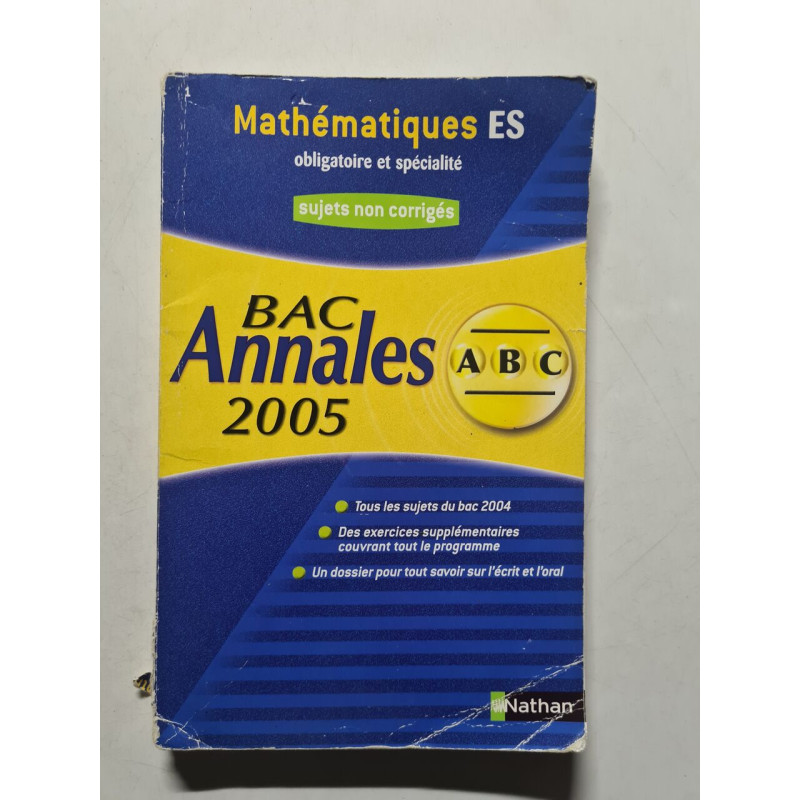 Mathématiques ES
obligatoire et spécialité
sujets non corrigés
BAC
Annales
2005
A B C
Tous les sujets du bac 2004
Des exercices supplémentaires
couvrant tout le programme
Un dossier pour tout savoir sur l'écrit et l'oral
Nathan